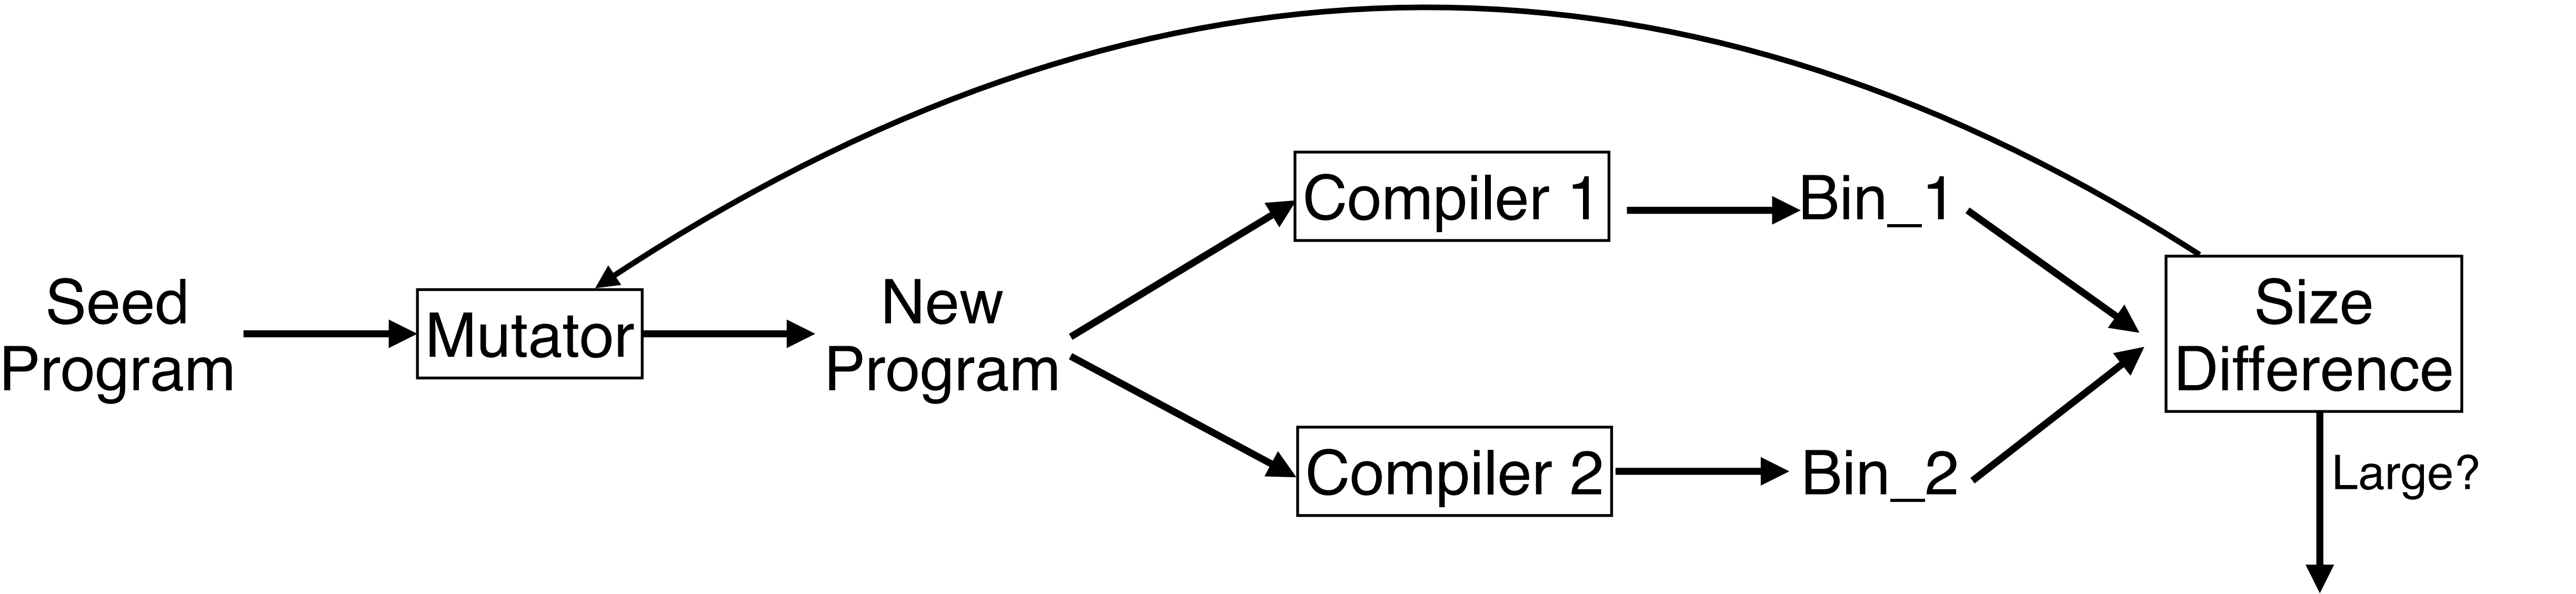 Seed
Program
Mutator
New
Program
Compiler 1
Bin_1
Compiler 2
Bin_2
Size
Difference
Large?